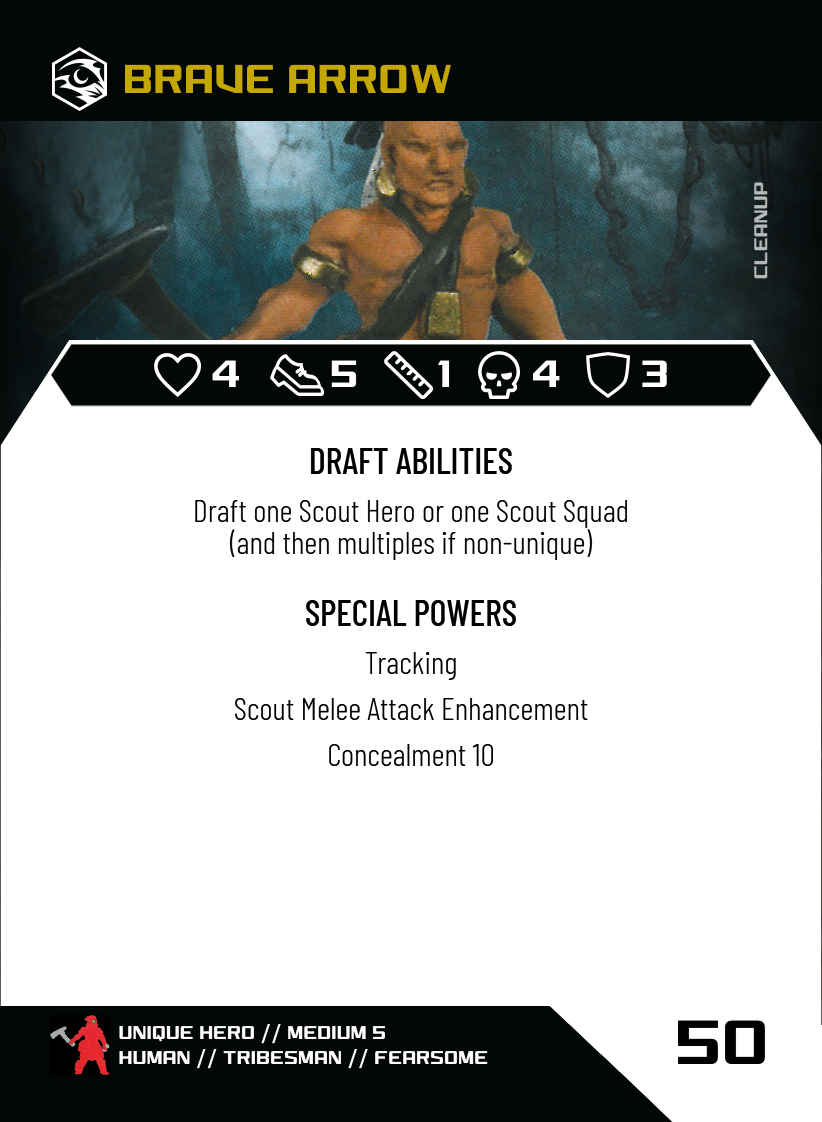 BRAVE ARROW
CLEANUP
4 5 1 4 3
DRAFT ABILITIES
Draft one Scout Hero or one Scout Squad
(and then multiples if non-unique)
SPECIAL POWERS
Tracking
Scout Melee Attack Enhancement
Concealment 10
UNIQUE HERO // MEDIUM 5
HUMAN // TRIBESMAN // FEARSOME
50